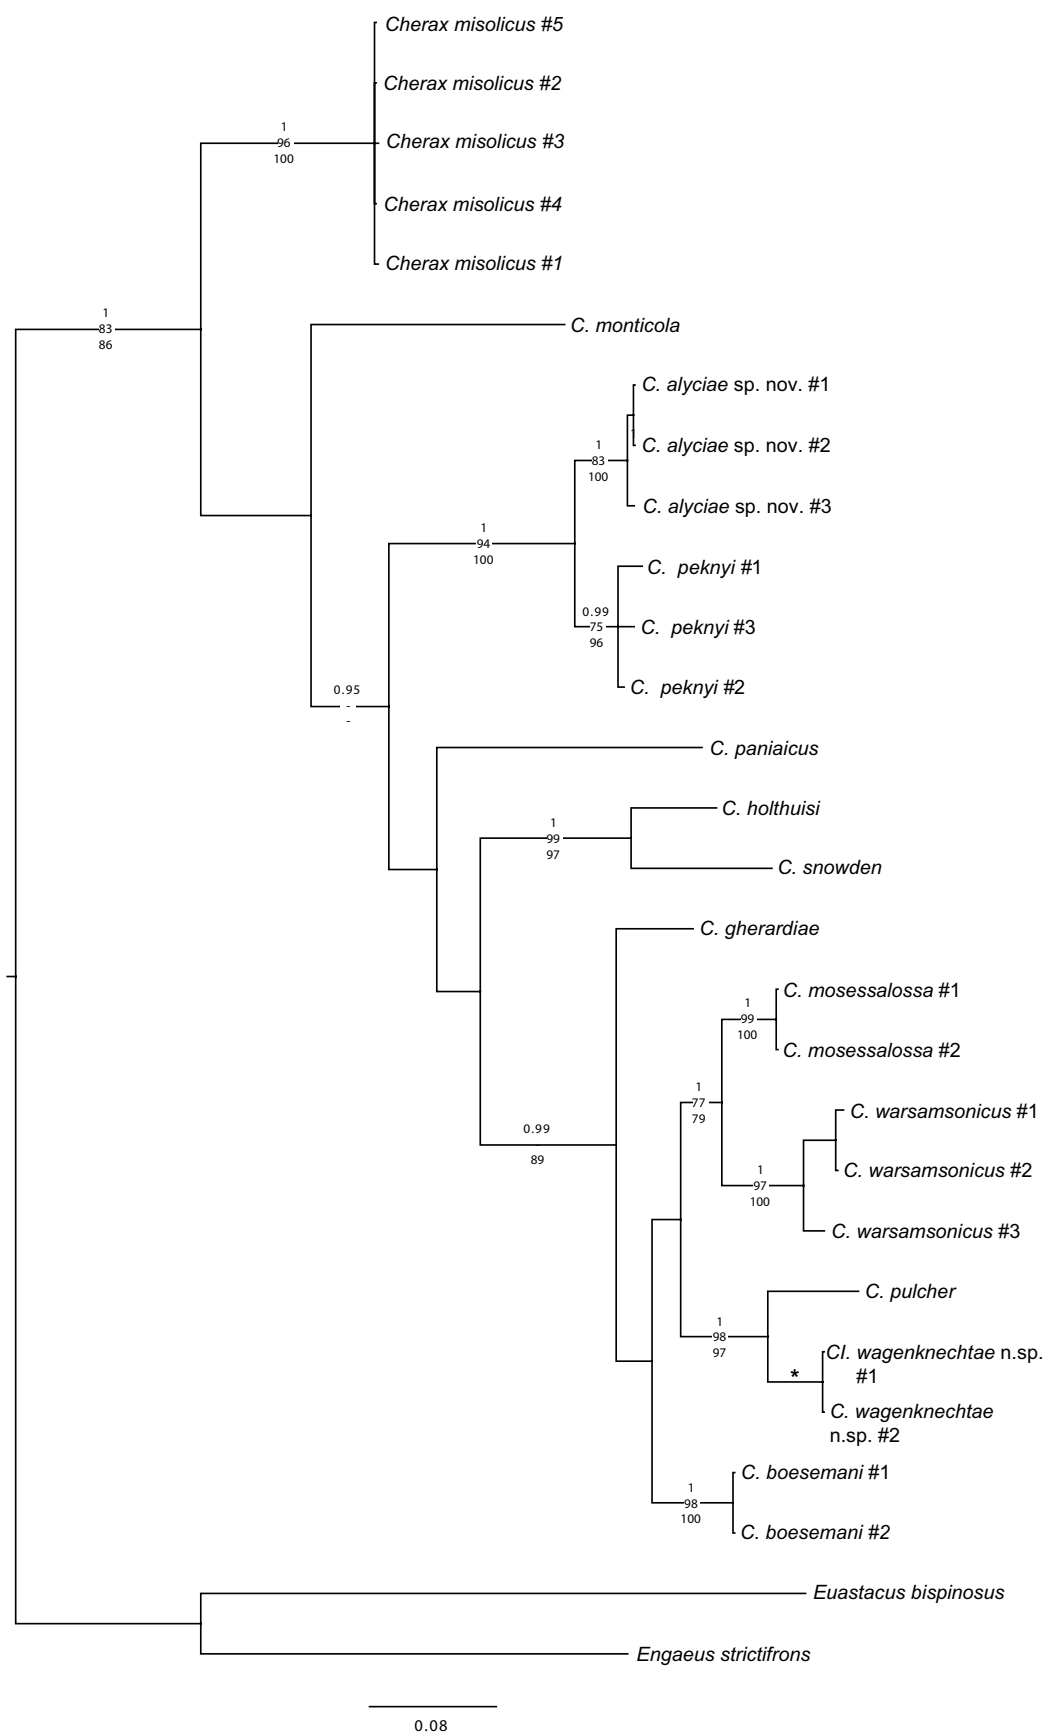 Cherax misolicus #5
Cherax misolicus #2
1
96
100
Cherax misolicus #3
Cherax misolicus #4
Cherax misolicus #1
1
83
86
C. monticola
C. alyciae sp. nov. #1
C. alyciae sp. nov. #2
1
83
100
C. alyciae sp. nov. #3
1
94
100
C. peknyi #1
0.99
75
96
C. peknyi #3
C. peknyi #2
0.95
-
-
C. paniaicus
C. holthuisi
1
99
97
C. snowden
C. gherardiae
C. mosessalossa #1
1
99
100
C. mosessalossa #2
1
77
79
C. warsamsonicus #1
C. warsamsonicus #2
1
97
100
C. warsamsonicus #3
0.99
89
C. pulcher
1
98
97
CI. wagenknechtae n.sp.
#1
*
C. wagenknechtae
n.sp. #2
C. boesemani #1
1
98
100
C. boesemani #2
Euastacus bispinosus
Engaeus strictifrons
0.08